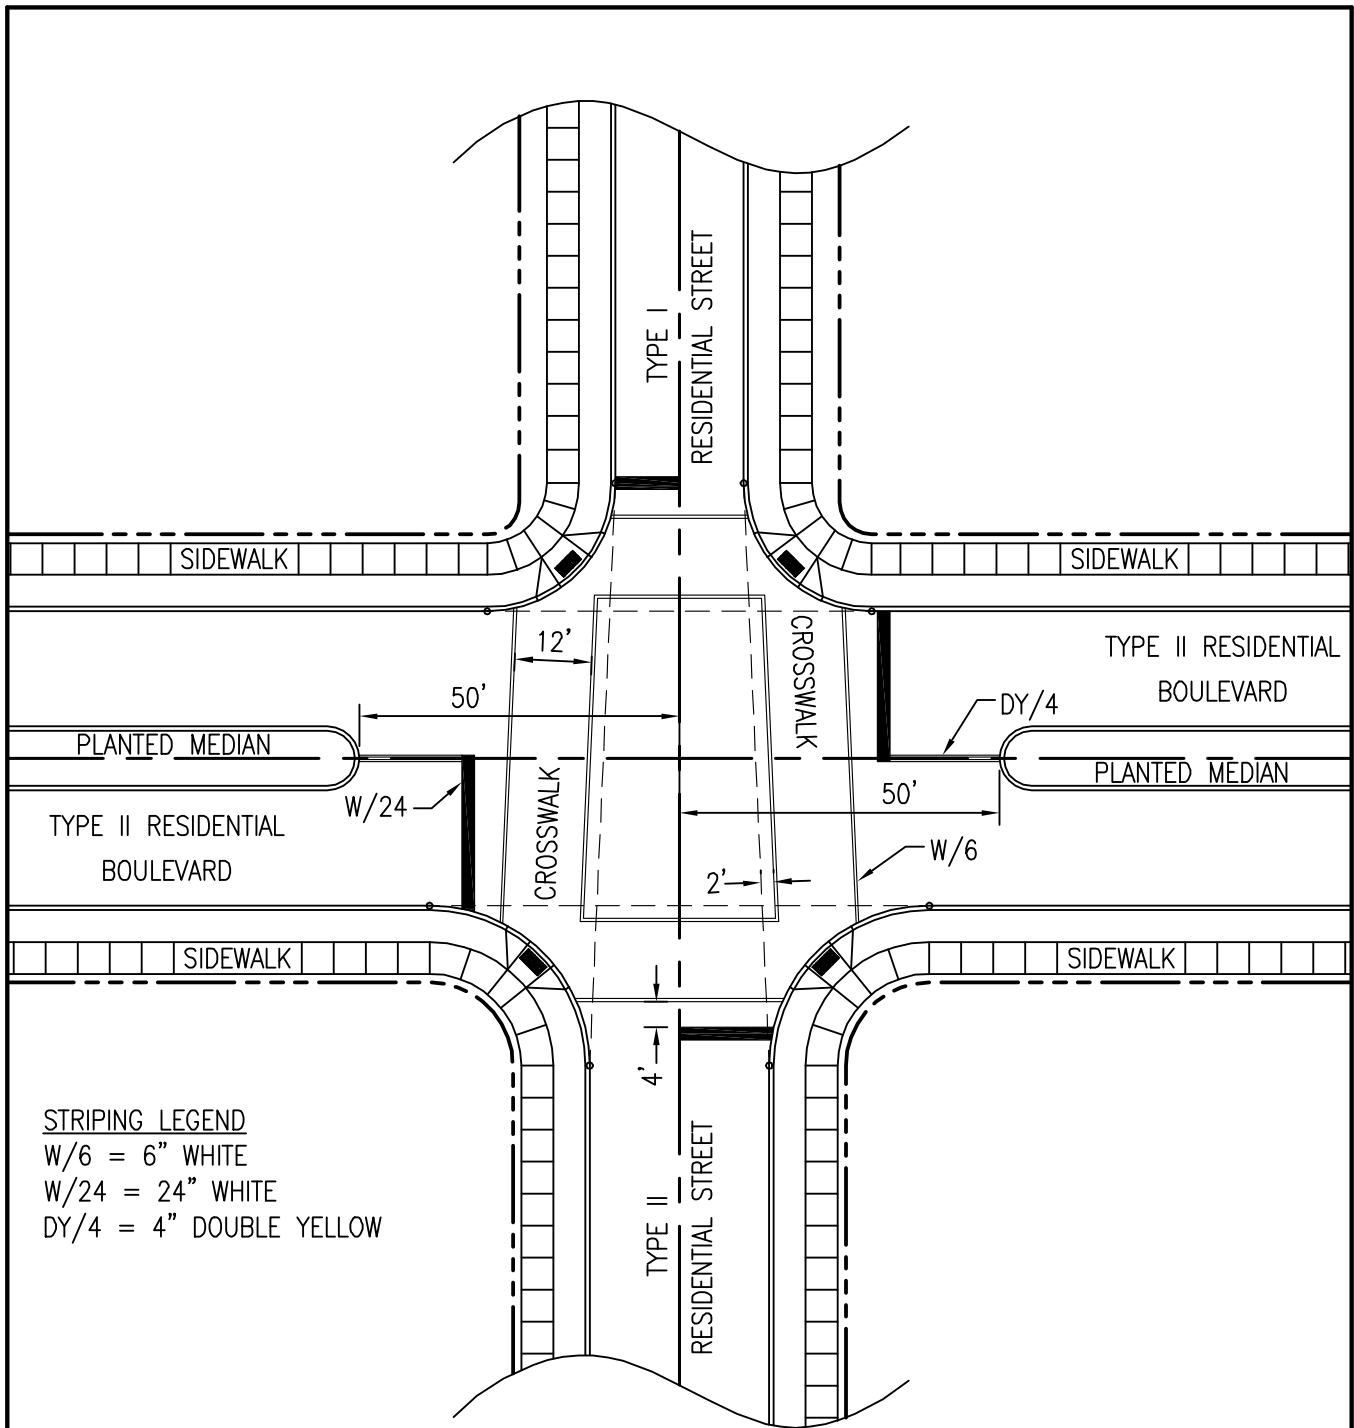 TYPE I
RESIDENTIAL STREET
SIDEWALK
SIDEWALK
12'
CROSSWALK
TYPE II RESIDENTIAL
BOULEVARD
50'
DY/4
PLANTED MEDIAN
PLANTED MEDIAN
W/24
50'
TYPE II RESIDENTIAL
BOULEVARD
CROSSWALK
W/6
2'
SIDEWALK
SIDEWALK
4'
STRIPING LEGEND
W/6 = 6" WHITE
W/24 = 24" WHITE
DY/4 = 4" DOUBLE YELLOW
TYPE II
RESIDENTIAL STREET